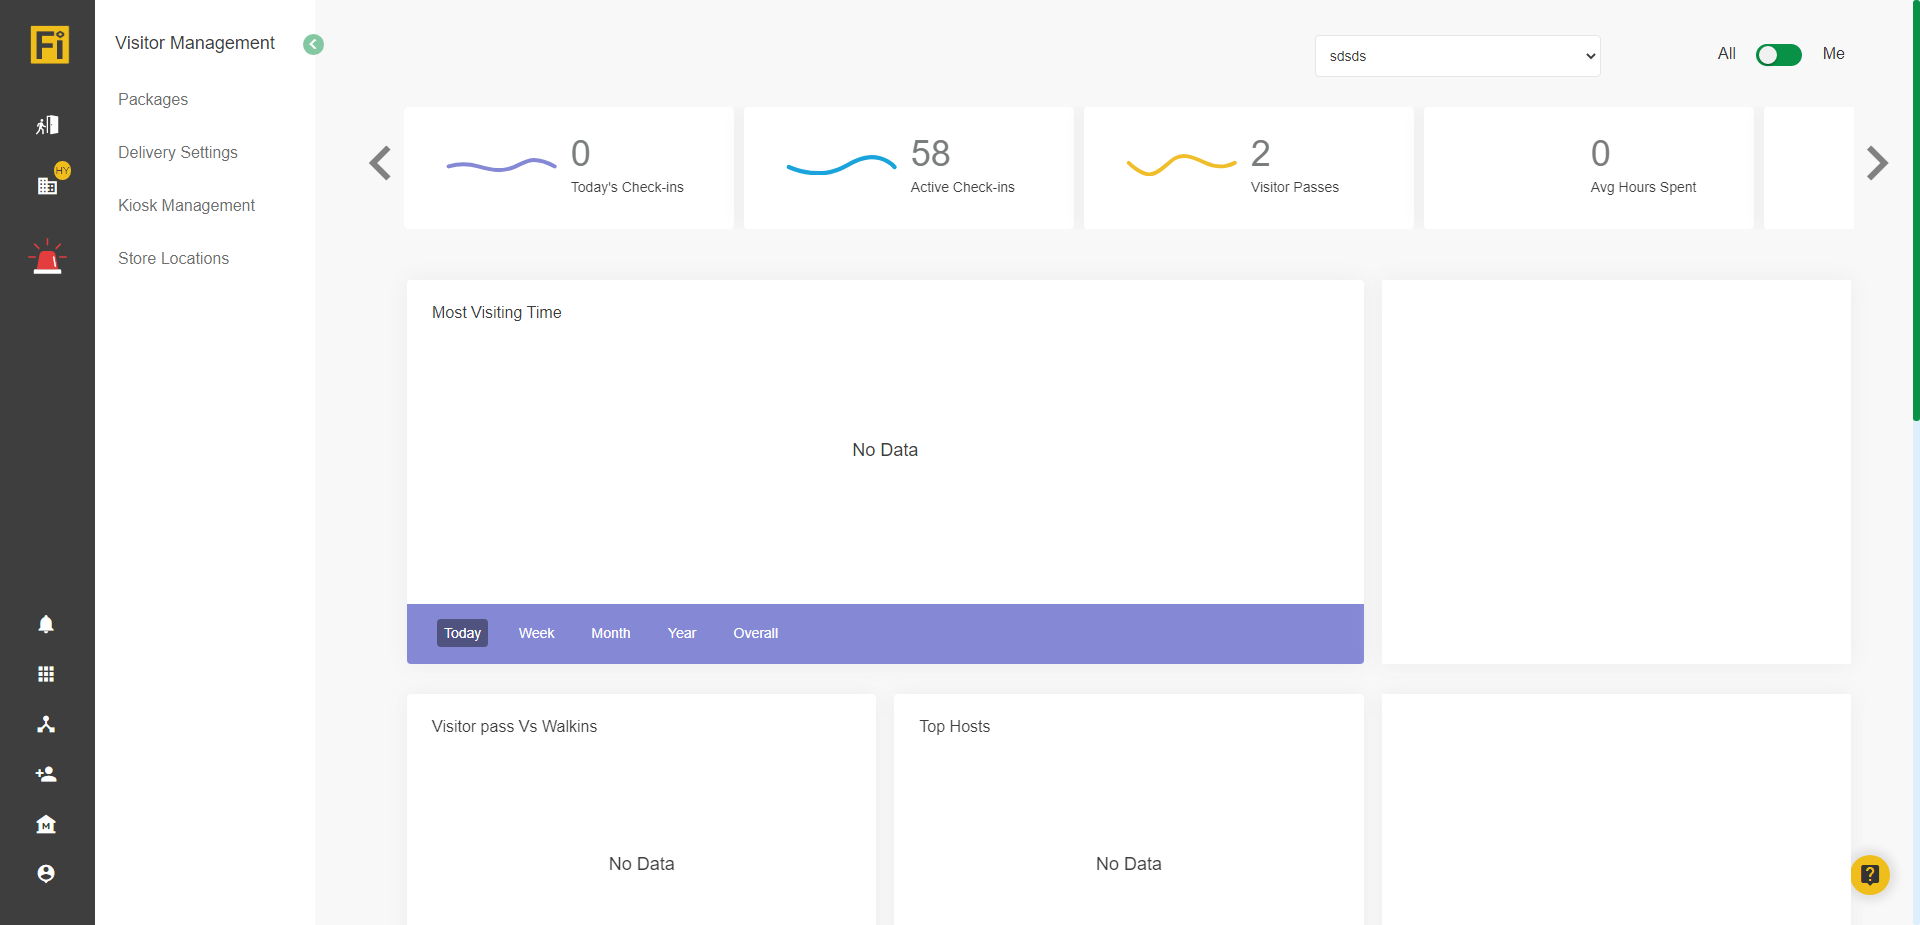 Fi
Visitor Management
sdsds
All
Me
Packages
Delivery Settings
Kiosk Management
Store Locations
HY
0
Today's Check-ins
58
Active Check-ins
2
Visitor Passes
0
Avg Hours Spent
Most Visiting Time
No Data
Today
Week
Month
Year
Overall
Visitor pass Vs Walkins
No Data
Top Hosts
No Data
M
?